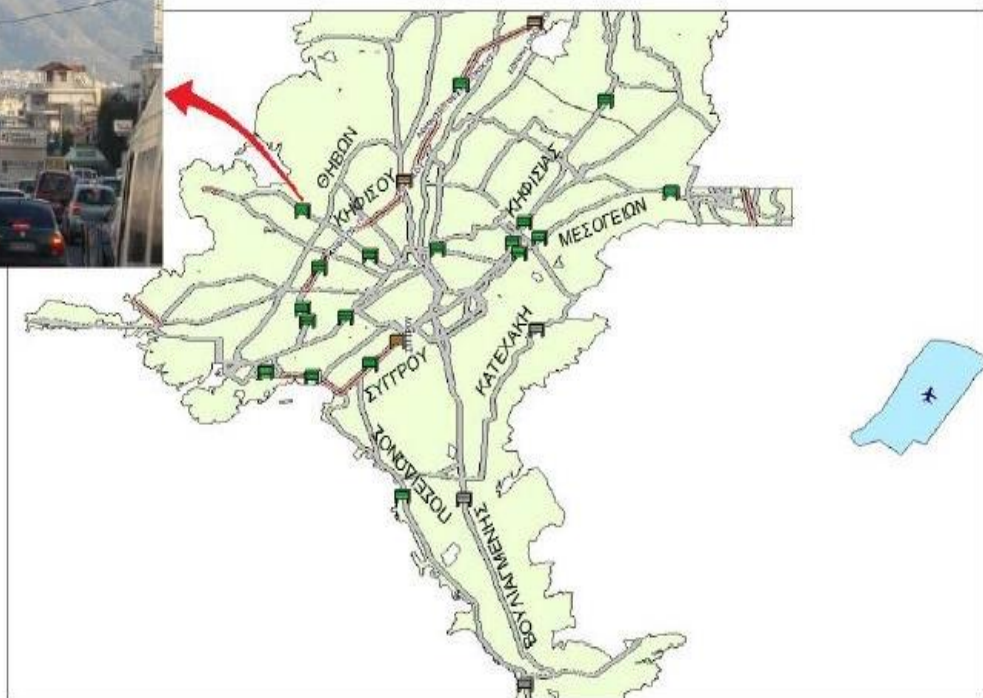 ΘΗΒΩΝ
ΚΗΦΙΣΟΥ
ΚΗΦΙΣΙΑΣ
ΜΕΣΟΓΕΙΩΝ
ΚΑΤΕΧΑΚΗ
ΣΥΓΓΡΟΥ
ΠΟΣΕΙΔΩΝΟΣ
ΒΟΥΛΙΑΓΜΕΝΗΣ